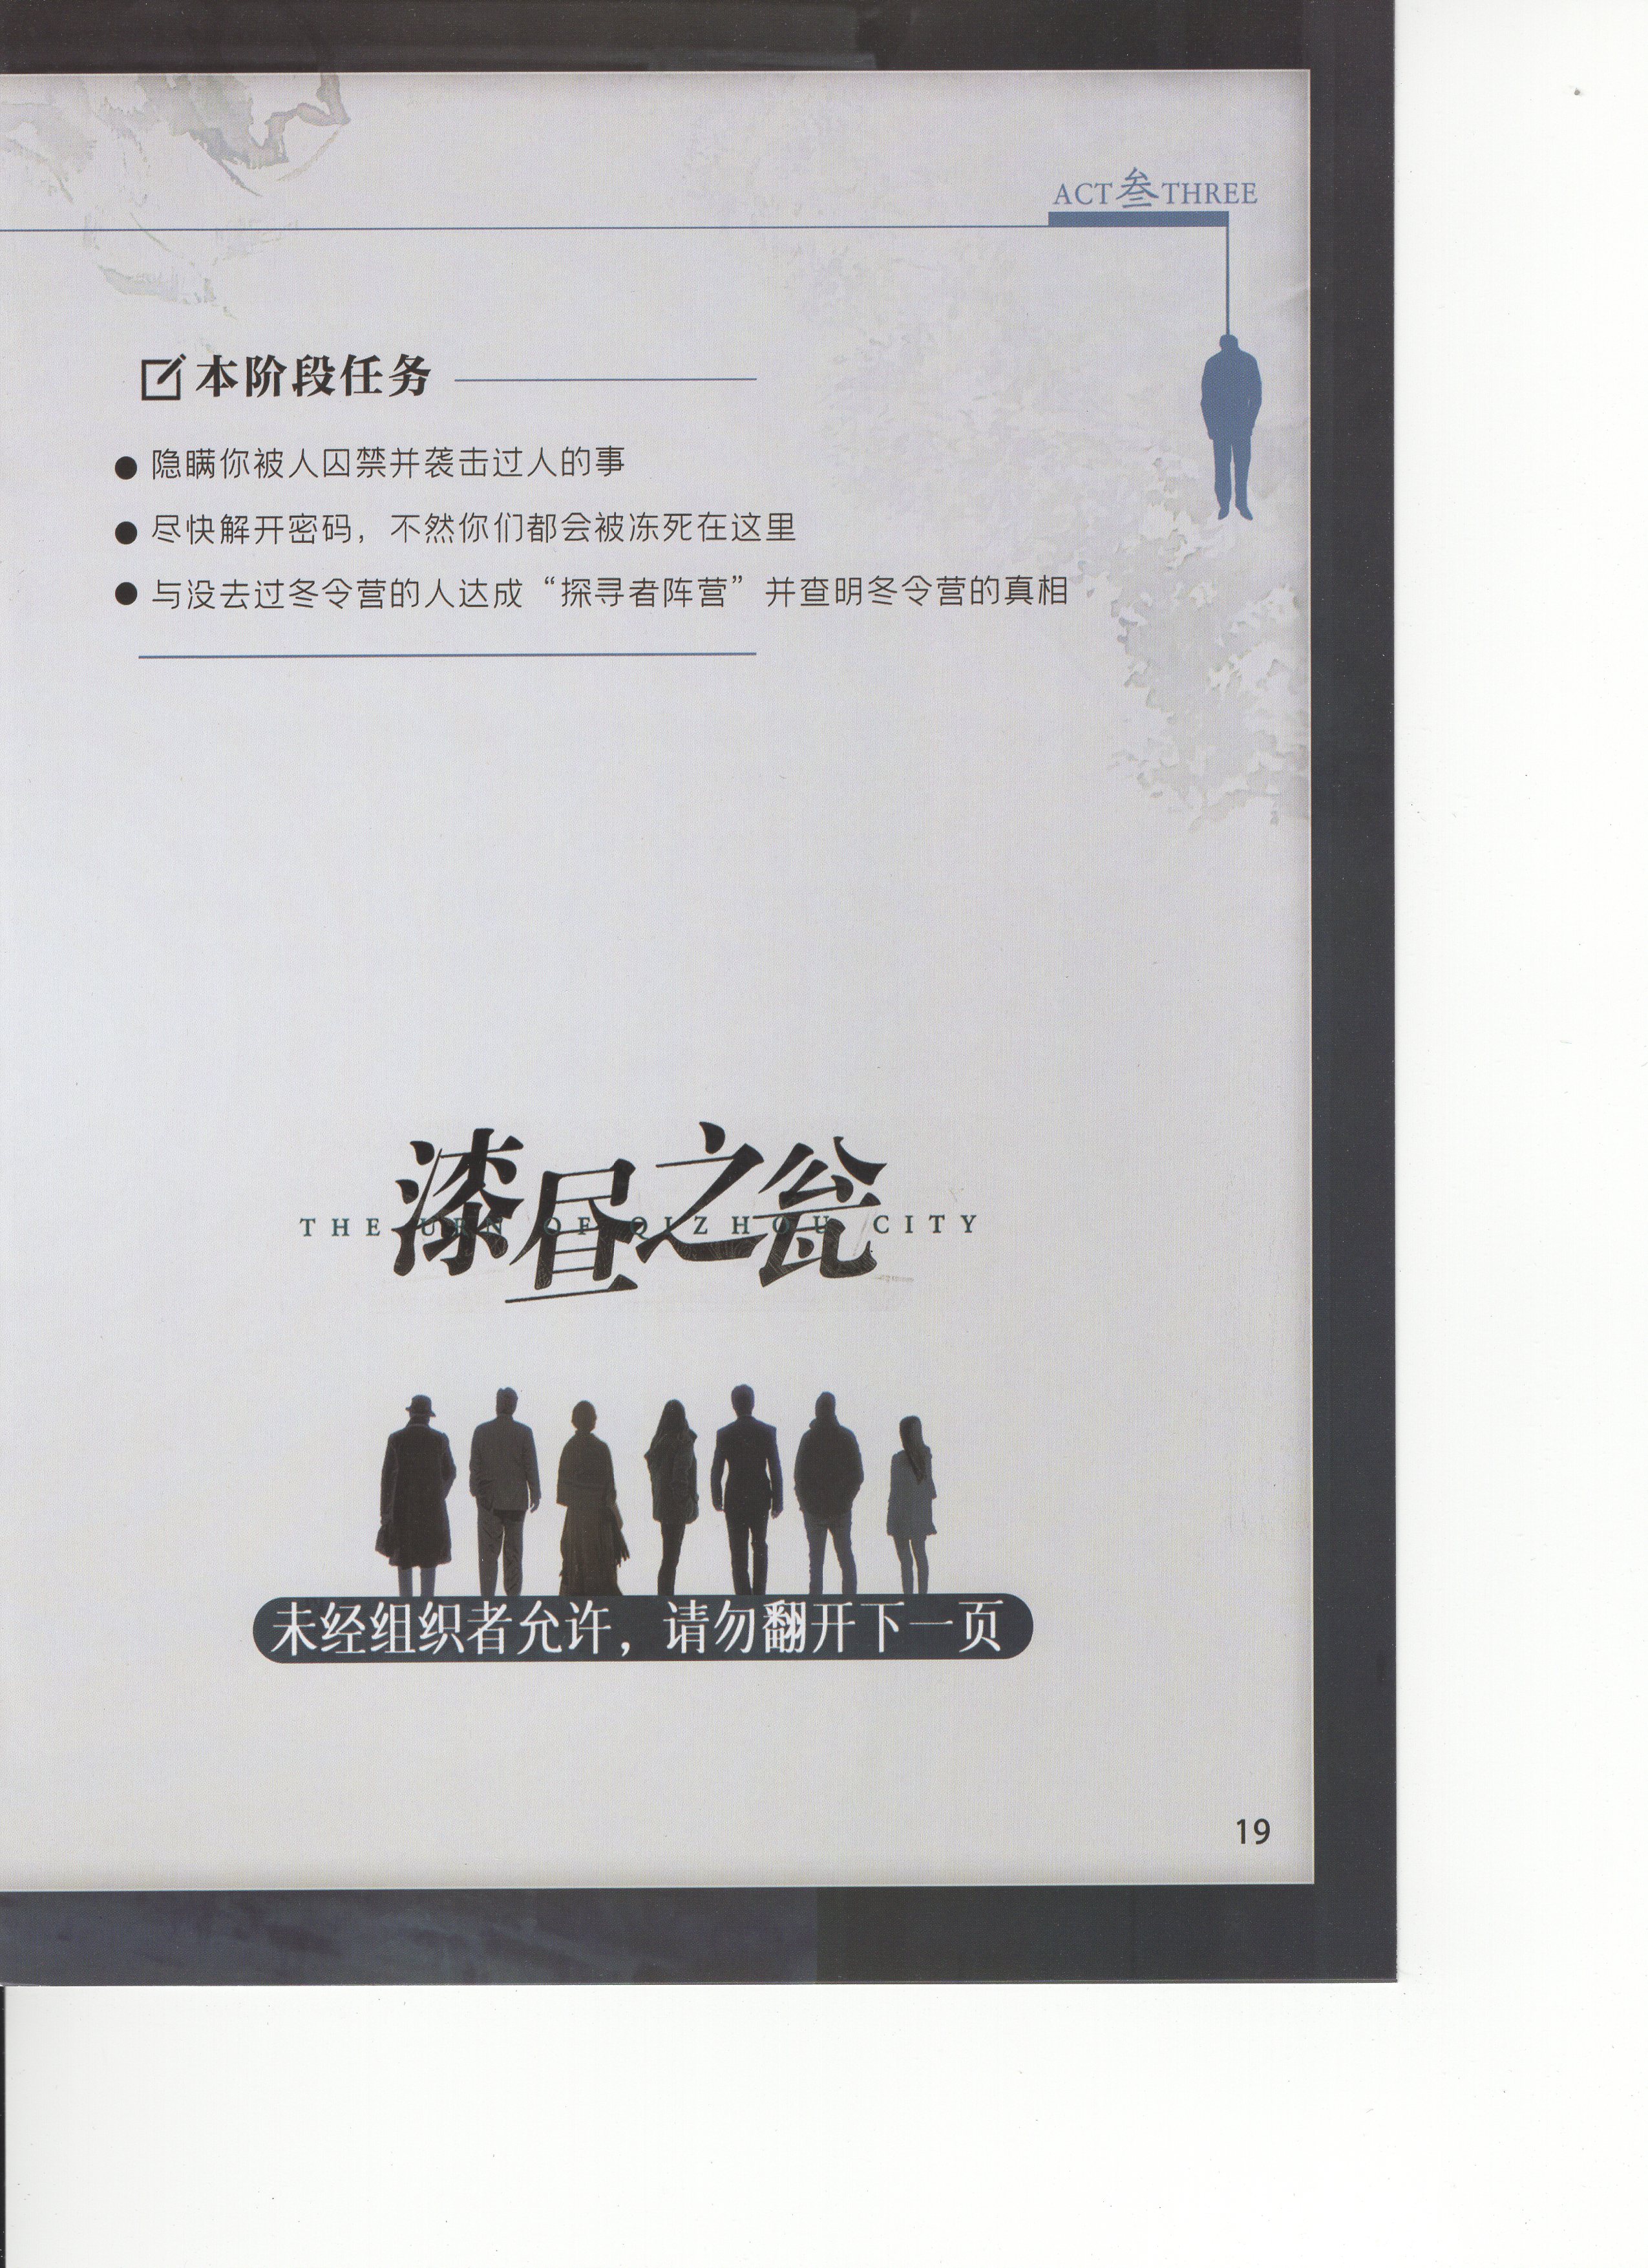 ACT叁THREE
本阶段任务
隐瞒你被人囚禁并袭击过人的事
尽快解开密码，不然你们都会被冻死在这里
与没去过冬令营的人达成“探寻者阵营”并查明冬令营的真相
漆昼之瓮
THE URN OF QIZHOU CITY
未经组织者允许，请勿翻开下一页
19